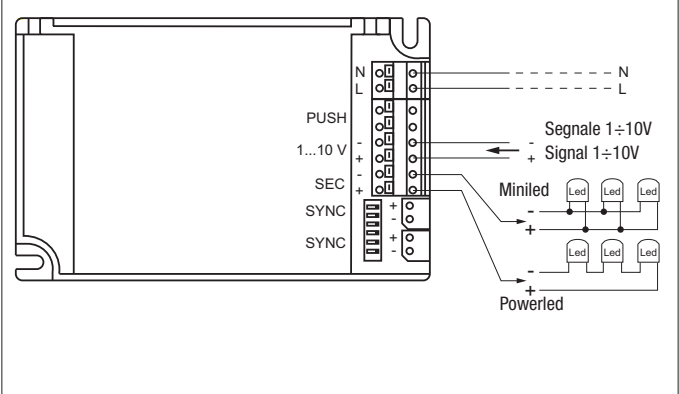 N N
L L
PUSH
Segnale 1÷10V
- -
1...10 V
+ + Signal 1÷10V
-
SEC
+
Miniled Led Led Led
-
+
SYNC + -
SYNC + -
Led Led Led
-
+
Powerled